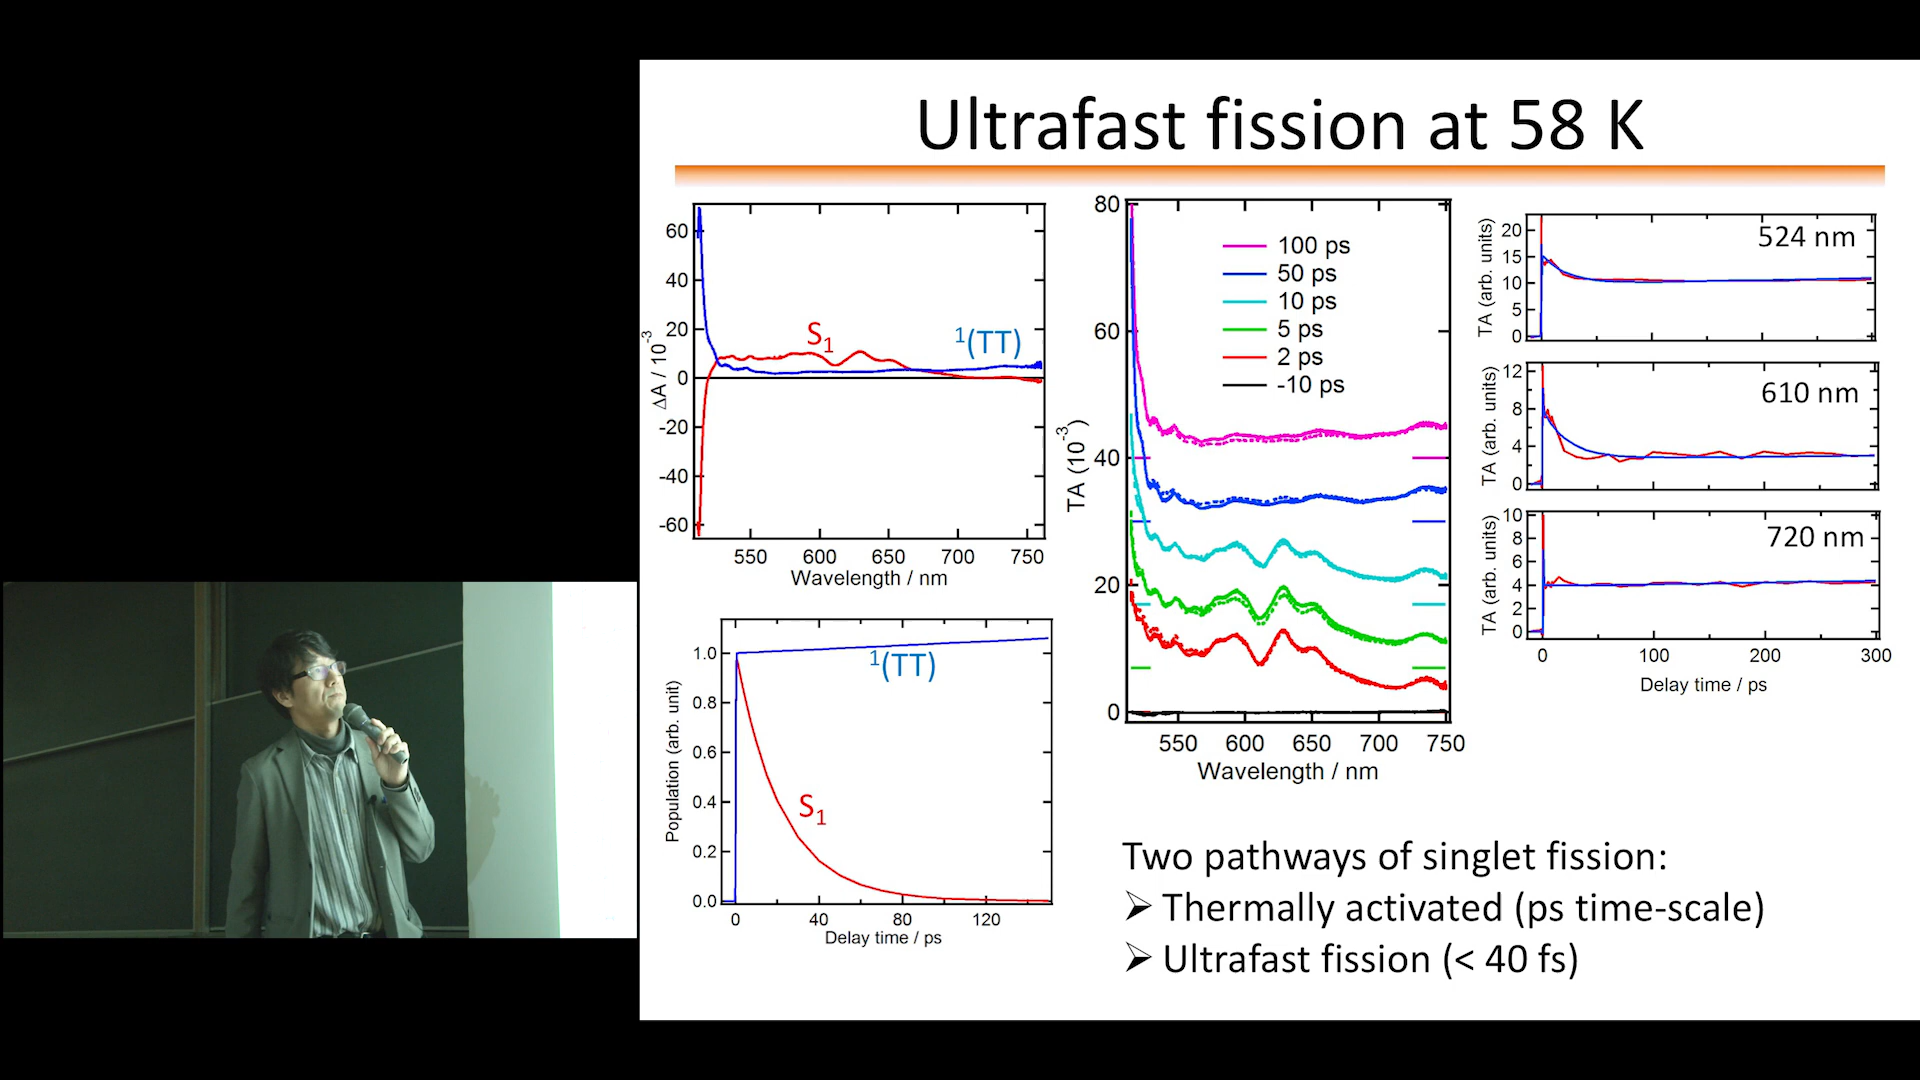 Ultrafast fission at 58 K
60
40
20
0
-20
-40
-60
ΔA / 10⁻³
S₁
¹(TT)
550 600 650 700 750
Wavelength / nm
1.0
0.8
0.6
0.4
0.2
0.0
Population (arb. unit)
¹(TT)
S₁
0 40 80 120
Delay time / ps
80
60
40
20
0
TA (10⁻³)
100 ps
50 ps
10 ps
5 ps
2 ps
-10 ps
550 600 650 700 750
Wavelength / nm
TA (arb. units)
20
15
10
5
0
524 nm
TA (arb. units)
12
8
4
0
610 nm
TA (arb. units)
10
8
6
4
2
0
720 nm
0 100 200 300
Delay time / ps
Two pathways of singlet fission:
➢ Thermally activated (ps time-scale)
➢ Ultrafast fission (< 40 fs)